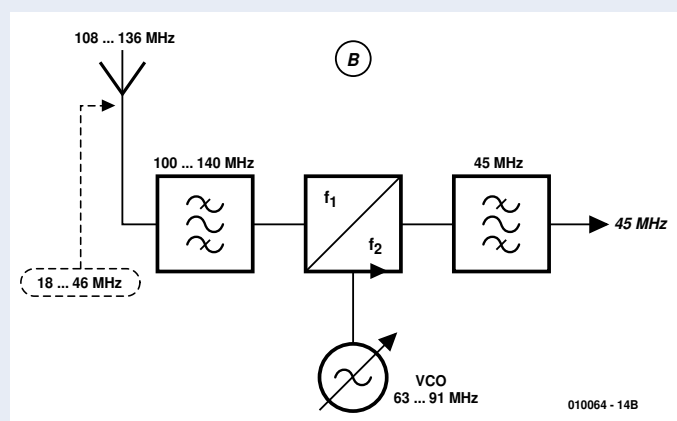 108 ... 136 MHz
B
100 ... 140 MHz
45 MHz
f1
f2
45 MHz
18 ... 46 MHz
VCO
63 ... 91 MHz
010064 - 14B